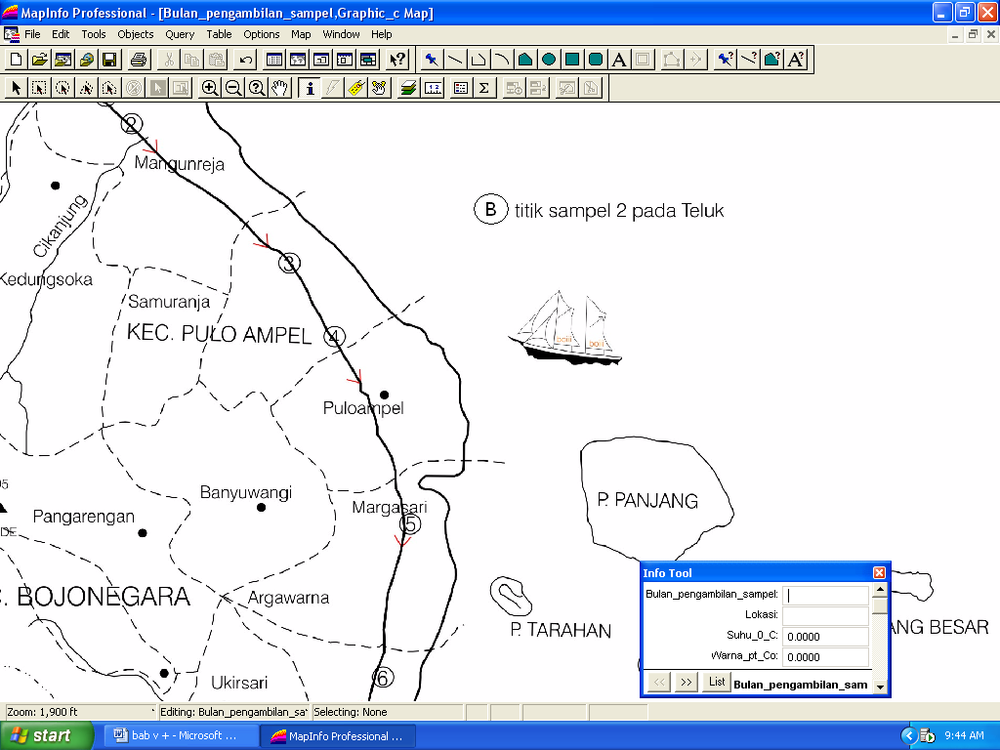 MapInfo Professional - [Bulan_pengambilan_sampel,Graphic_c Map]
File Edit Tools Objects Query Table Options Map Window Help
2
Mangunreja
B titik sampel 2 pada Teluk
Cikanjung
3
Kedungsoka
Samuranja
KEC. PULO AMPEL
4
boiii boiii
Puloampel
Banyuwangi
P. PANJANG
Margasari
Pangarengan
5
DE
Info Tool
Bulan_pengambilan_sampel:
C. BOJONEGARA
Argawarna
Lokasi:
P. TARAHAN
ANG BESAR
Suhu_0_C: 0.0000
Warna_pt_Co: 0.0000
Ukirsari
6
<< >> List Bulan_pengambilan_sam
Zoom: 1,900 ft Editing: Bulan_pengambilan_sa Selecting: None
start bab v + - Microsoft ... MapInfo Professional ... 9:44 AM